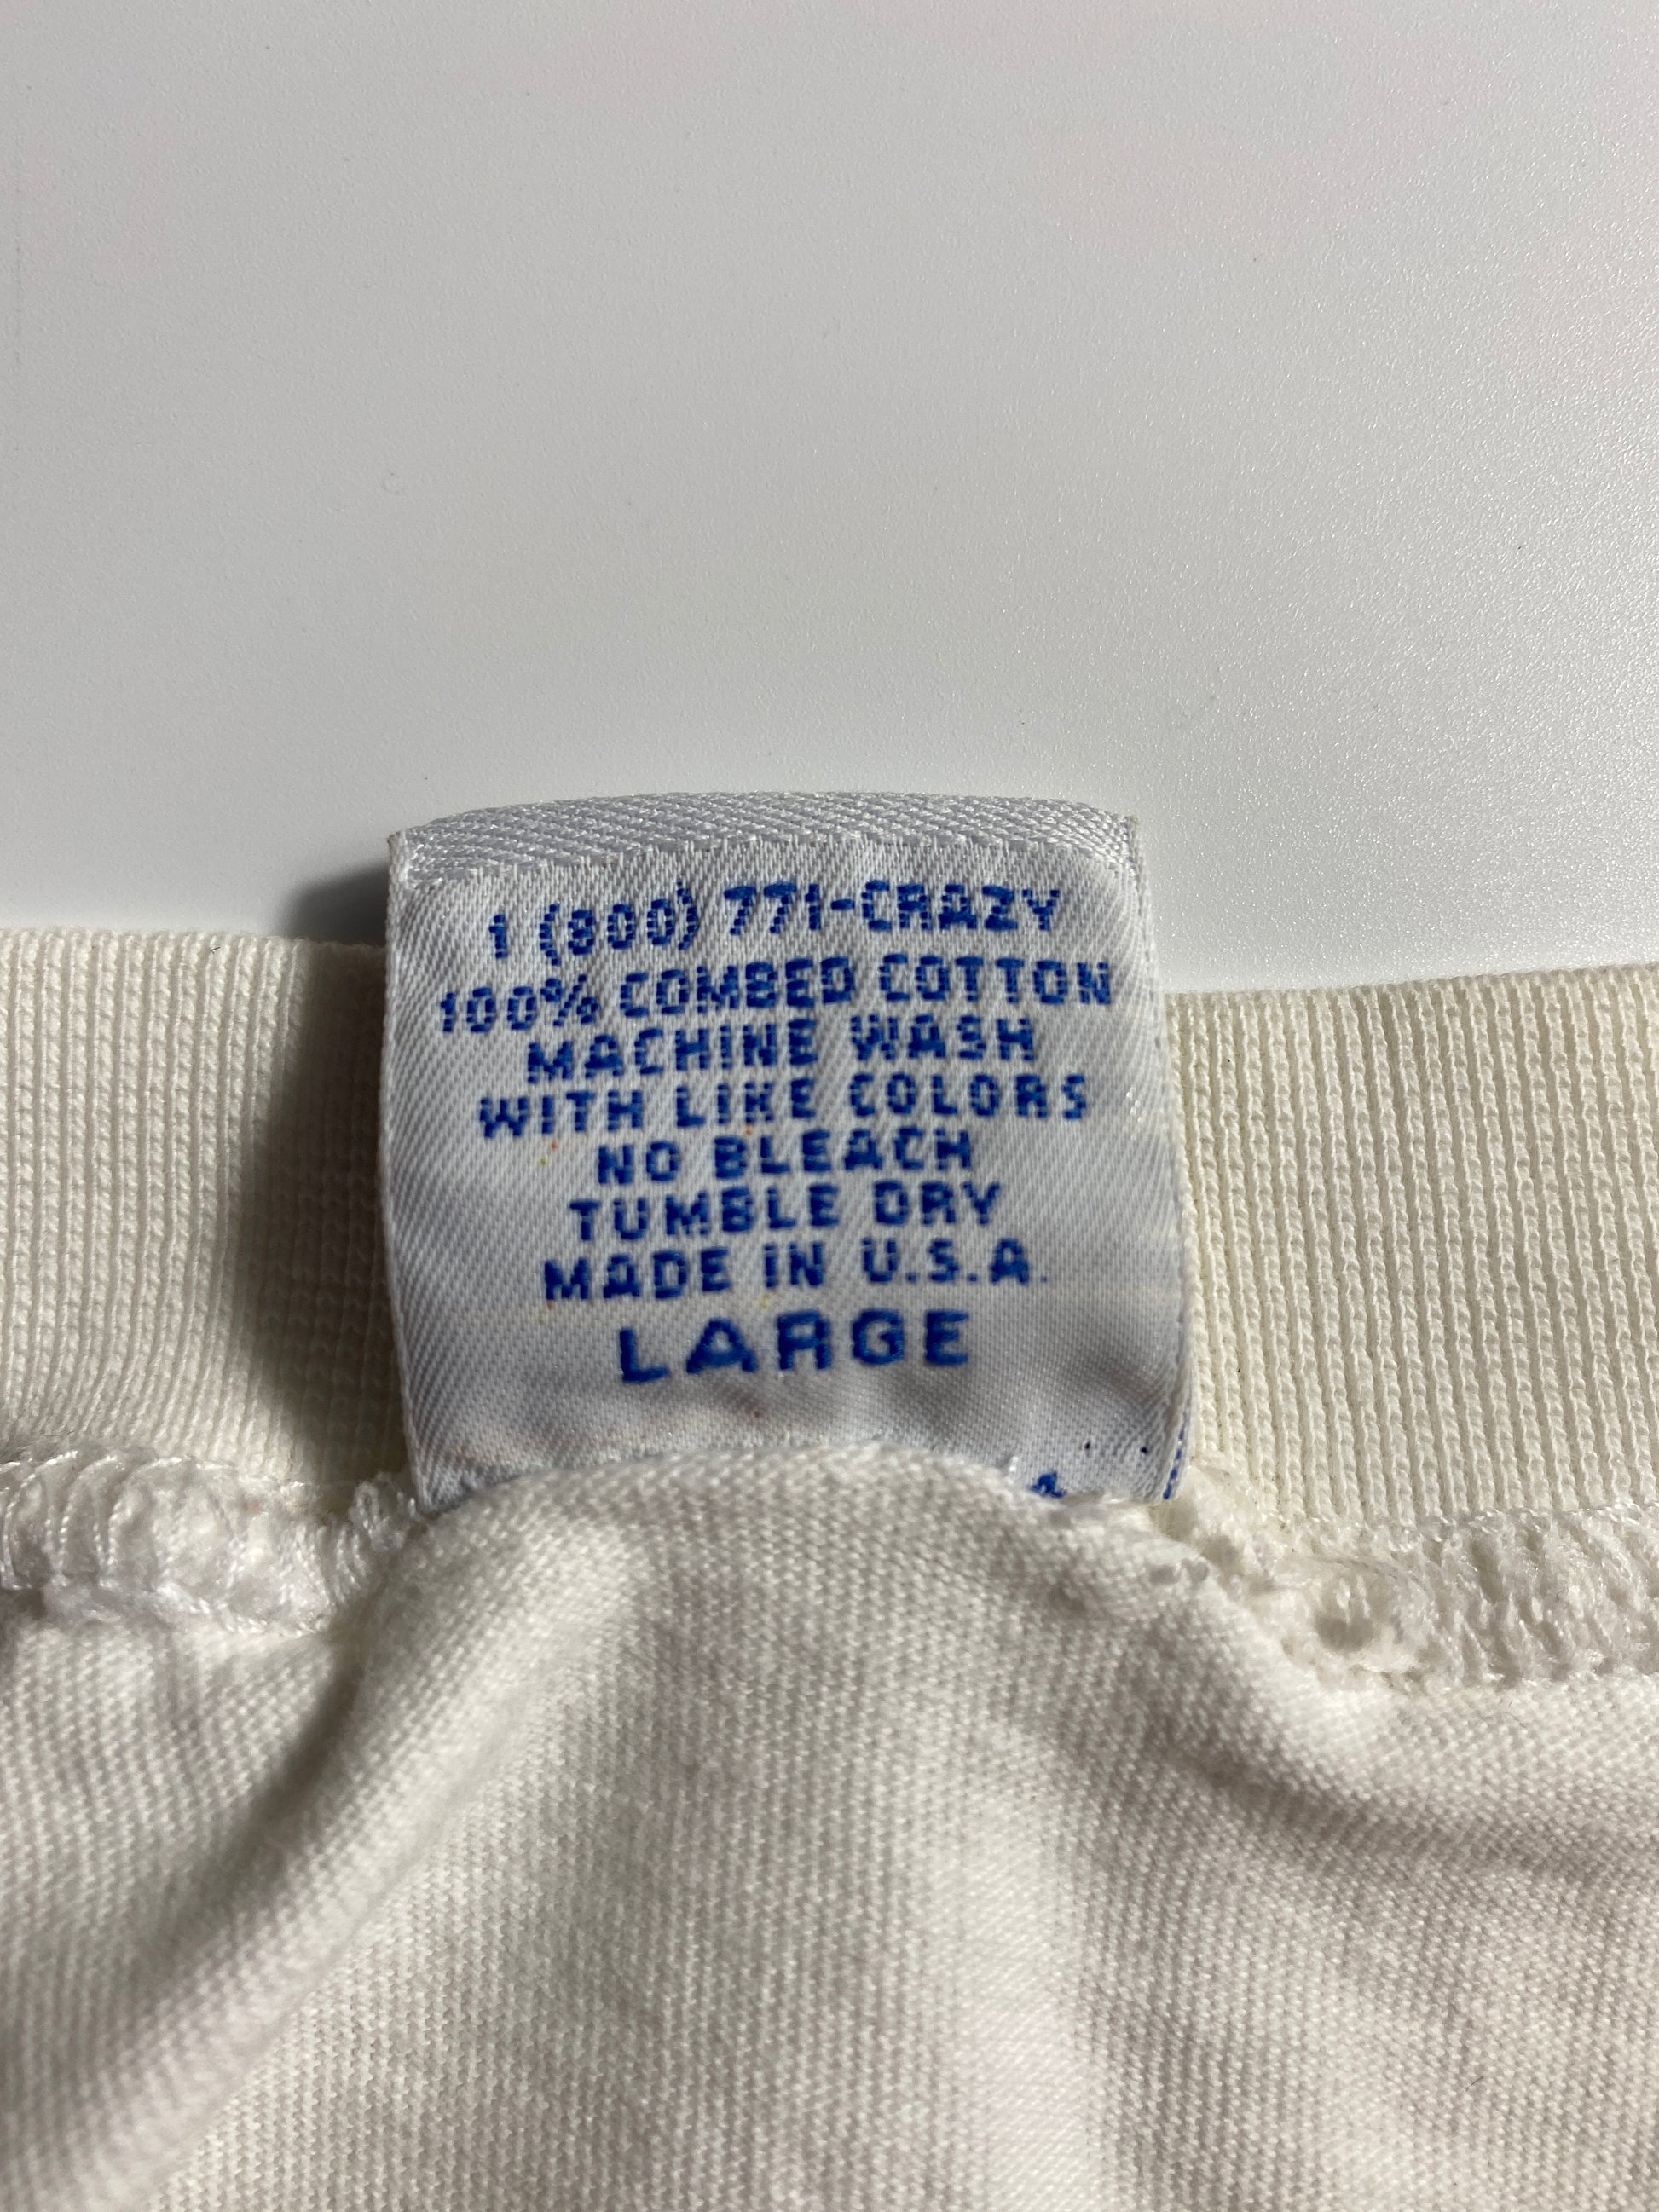 1 (800) 771-CRAZY
100% COMBED COTTON
MACHINE WASH
WITH LIKE COLORS
NO BLEACH
TUMBLE DRY
MADE IN U.S.A.
LARGE